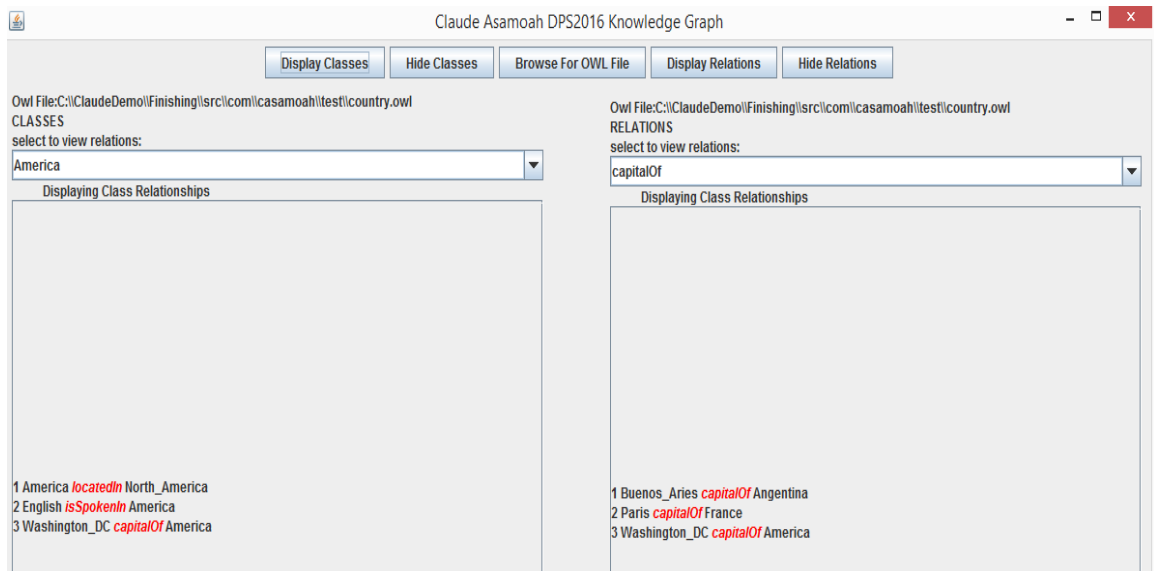 Claude Asamoah DPS2016 Knowledge Graph
Display Classes Hide Classes Browse For OWL File Display Relations Hide Relations
Owl File:C:\\ClaudeDemo\\Finishing\\src\\com\\casamoah\\test\\country.owl
CLASSES
select to view relations:
America
Displaying Class Relationships
1 America locatedIn North_America
2 English isSpokenIn America
3 Washington_DC capitalOf America
Owl File:C:\\ClaudeDemo\\Finishing\\src\\com\\casamoah\\test\\country.owl
RELATIONS
select to view relations:
capitalOf
Displaying Class Relationships
1 Buenos_Aries capitalOf Angentina
2 Paris capitalOf France
3 Washington_DC capitalOf America